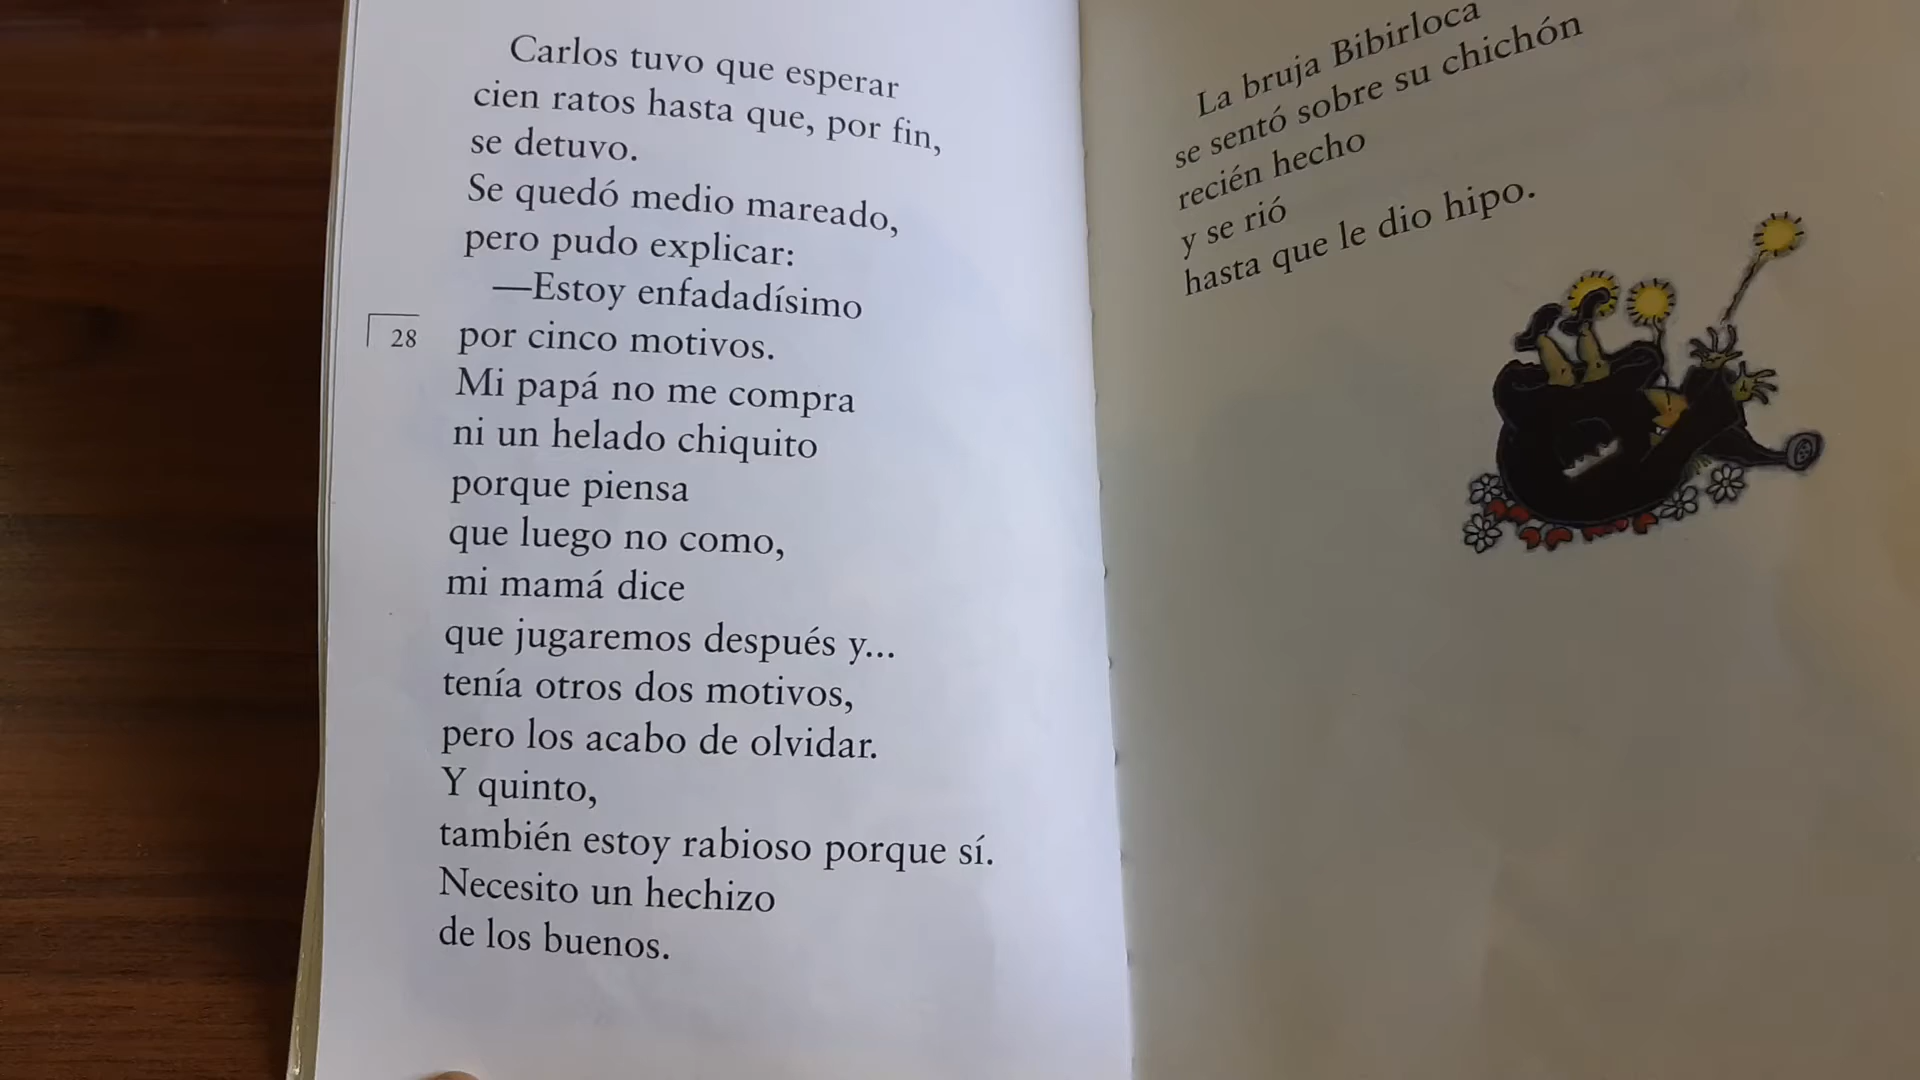 Carlos tuvo que esperar
cien ratos hasta que, por fin,
se detuvo.
Se quedó medio mareado,
pero pudo explicar:
—Estoy enfadadísimo
28
por cinco motivos.
Mi papá no me compra
ni un helado chiquito
porque piensa
que luego no como,
mi mamá dice
que jugaremos después y...
tenía otros dos motivos,
pero los acabo de olvidar.
Y quinto,
también estoy rabioso porque sí.
Necesito un hechizo
de los buenos.
La bruja Bibirloca
se sentó sobre su chichón
recién hecho
y se rió
hasta que le dio hipo.